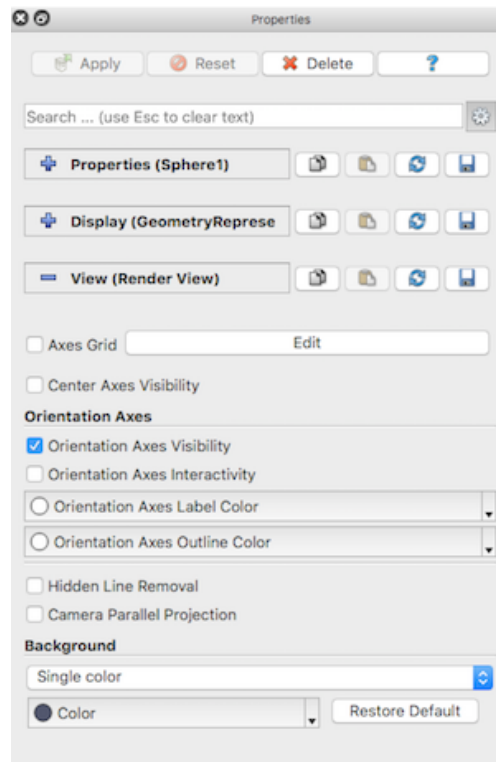 Properties
Apply Reset Delete ?
Search ... (use Esc to clear text)
Properties (Sphere1)
Display (GeometryReprese
View (Render View)
Axes Grid Edit
Center Axes Visibility
Orientation Axes
Orientation Axes Visibility
Orientation Axes Interactivity
Orientation Axes Label Color
Orientation Axes Outline Color
Hidden Line Removal
Camera Parallel Projection
Background
Single color
Color Restore Default